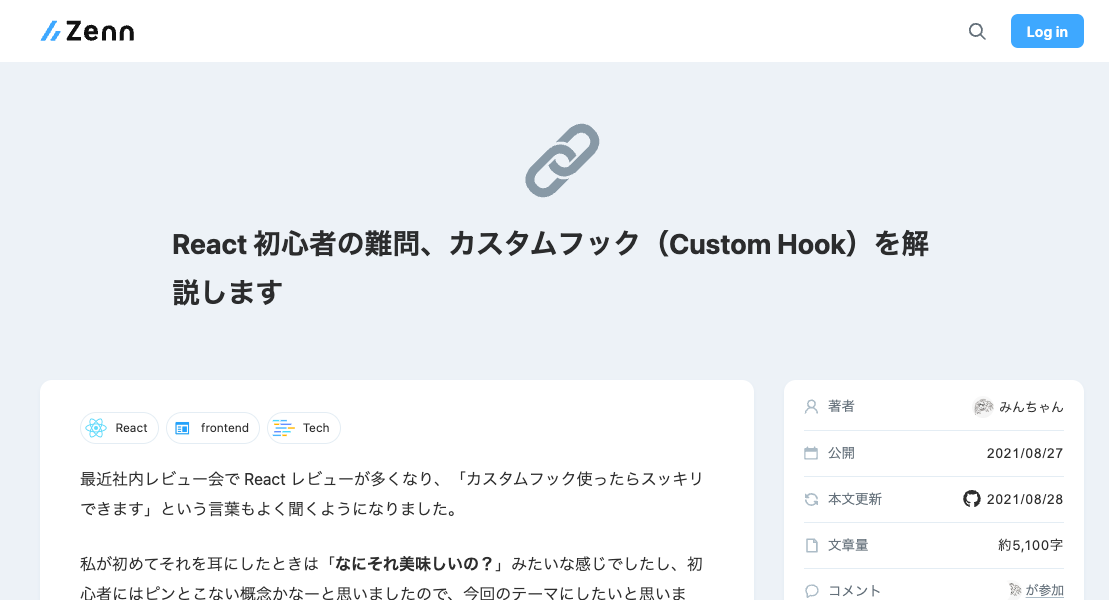 Zenn
Log in
React 初心者の難問、カスタムフック（Custom Hook）を解
説します
React
frontend
Tech
最近社内レビュー会で React レビューが多くなり、「カスタムフック使ったらスッキリ
できます」という言葉もよく聞くようになりました。
私が初めてそれを耳にしたときは「なにそれ美味しいの？」みたいな感じでしたし、初
心者にはピンとこない概念かなーと思いましたので、今回のテーマにしたいと思いま
著者 みんちゃん
公開 2021/08/27
本文更新 2021/08/28
文章量 約5,100字
コメント が参加